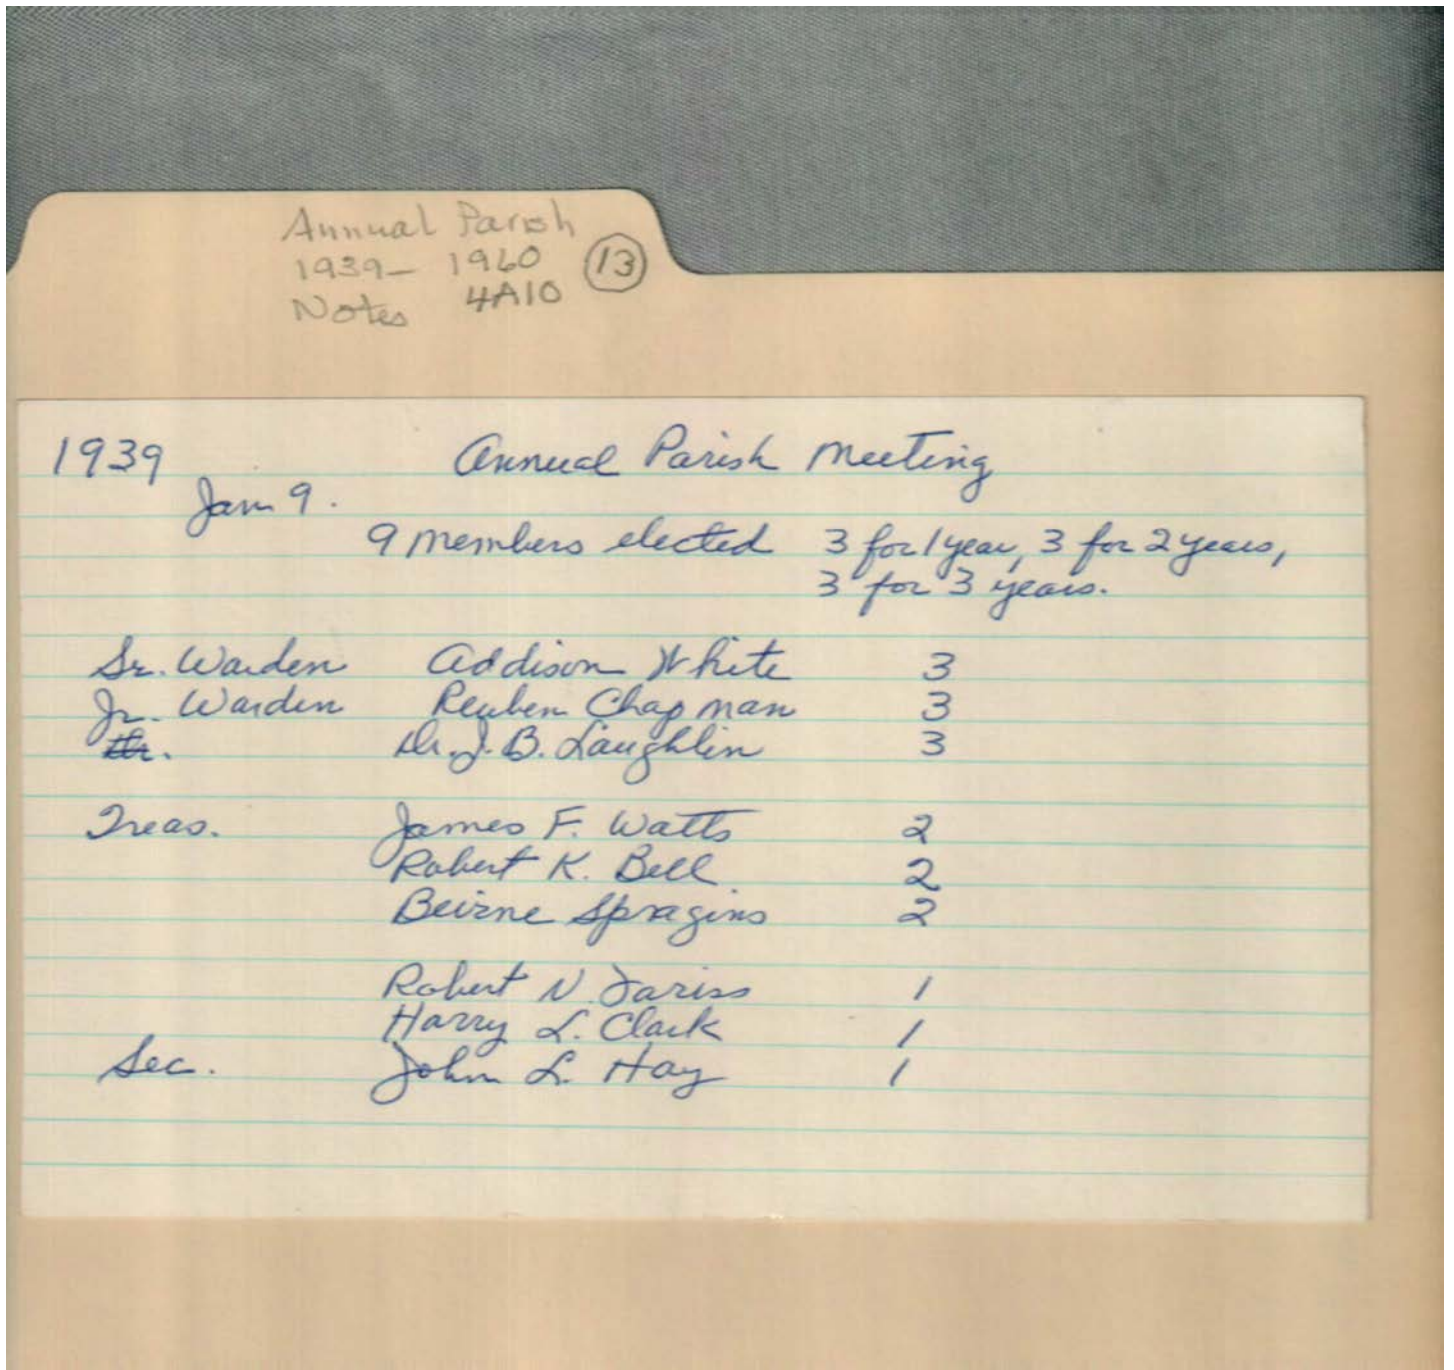 Annual Parish
1939 - 1960 (13)
Notes 4A10
1939 Annual Parish Meeting
Jan 9.
9 members elected 3 for 1 year, 3 for 2 years,
3 for 3 years.
Sr. Warden Addison White 3
Jr. Warden Reuben Chapman 3
Dr. J. B. Laughlin 3
Treas. James F. Watts 2
Robert K. Bell. 2
Beirne Spragins 2
Robert N. Fariss 1
Harry L. Clark 1
Sec. John L. Hay 1